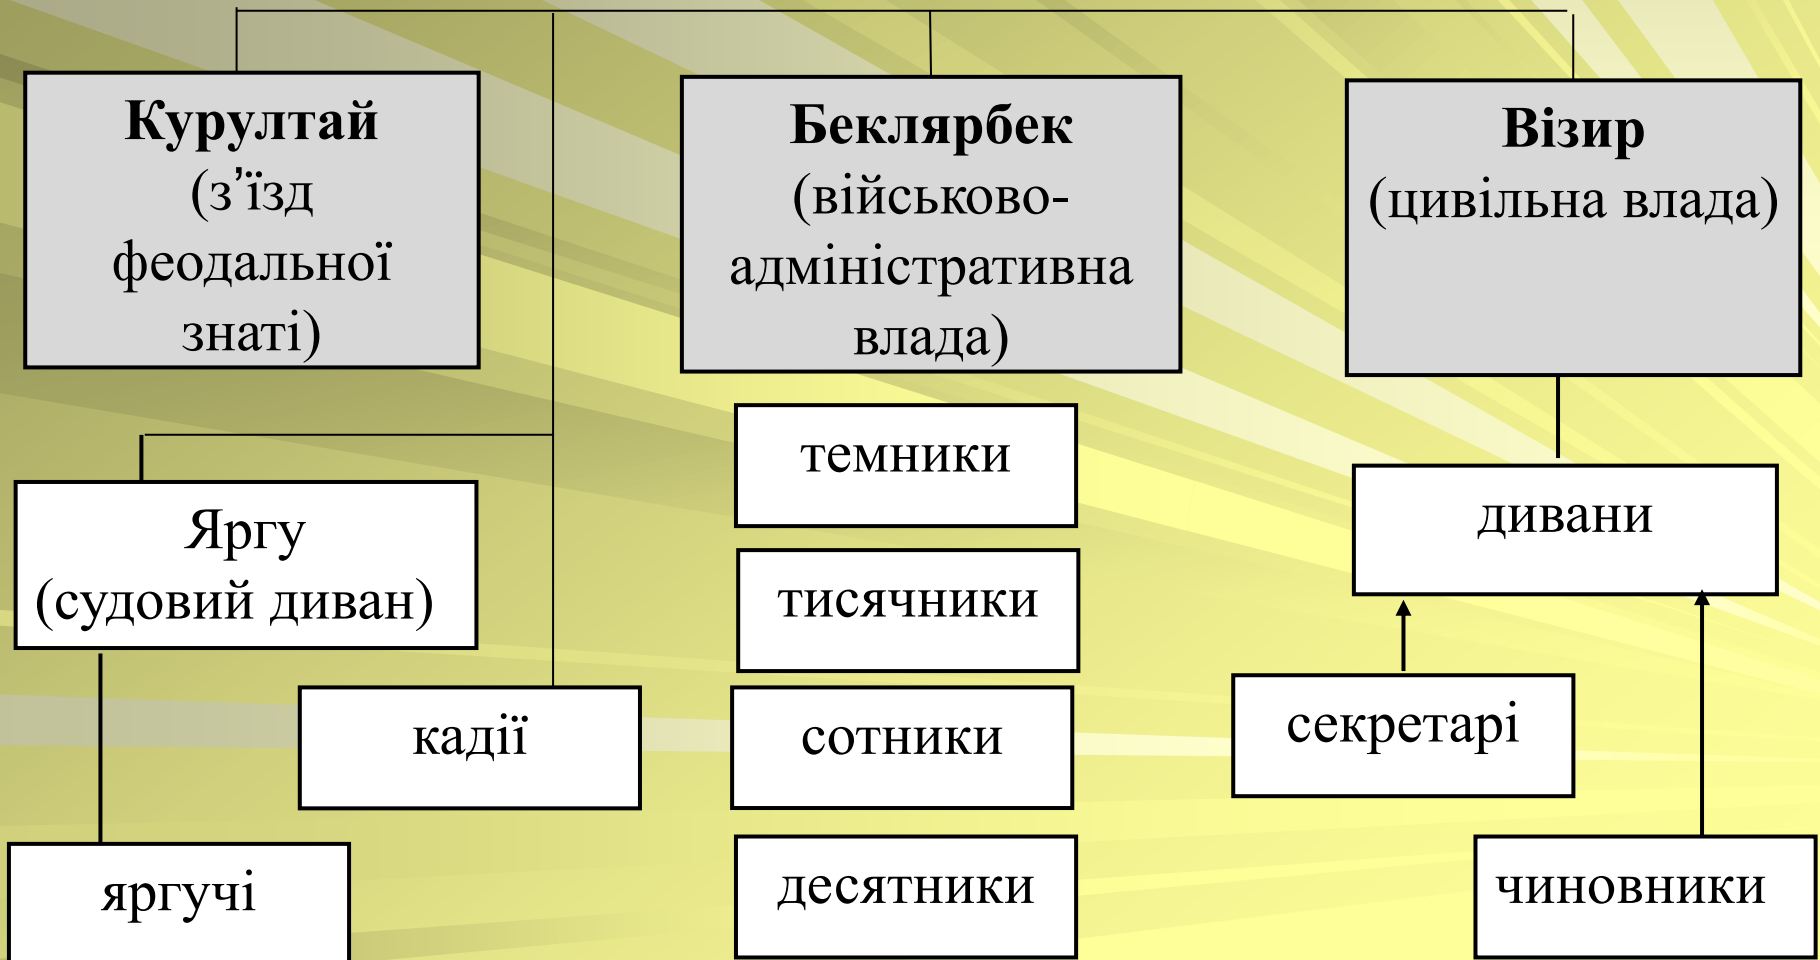 Курултай
(з’їзд
феодальної
знаті)
Беклярбек
(військово-
адміністративна
влада)
Візир
(цивільна влада)
Яргу
(судовий диван)
кадії
яргучі
темники
тисячники
сотники
десятники
дивани
секретарі
чиновники